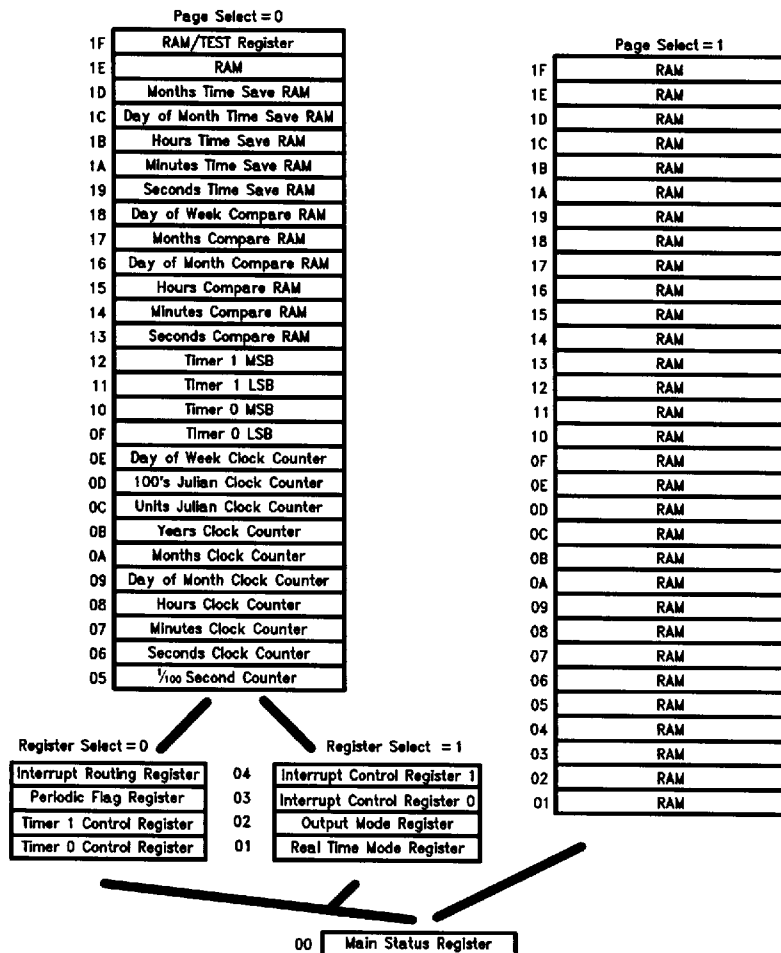 Page Select = 0
1F RAM/TEST Register
1E RAM
1D Months Time Save RAM
1C Day of Month Time Save RAM
1B Hours Time Save RAM
1A Minutes Time Save RAM
19 Seconds Time Save RAM
18 Day of Week Compare RAM
17 Months Compare RAM
16 Day of Month Compare RAM
15 Hours Compare RAM
14 Minutes Compare RAM
13 Seconds Compare RAM
12 Timer 1 MSB
11 Timer 1 LSB
10 Timer 0 MSB
0F Timer 0 LSB
0E Day of Week Clock Counter
0D 100's Julian Clock Counter
0C Units Julian Clock Counter
0B Years Clock Counter
0A Months Clock Counter
09 Day of Month Clock Counter
08 Hours Clock Counter
07 Minutes Clock Counter
06 Seconds Clock Counter
05 1/100 Second Counter
Page Select = 1
1F RAM
1E RAM
1D RAM
1C RAM
1B RAM
1A RAM
19 RAM
18 RAM
17 RAM
16 RAM
15 RAM
14 RAM
13 RAM
12 RAM
11 RAM
10 RAM
0F RAM
0E RAM
0D RAM
0C RAM
0B RAM
0A RAM
09 RAM
08 RAM
07 RAM
06 RAM
05 RAM
04 RAM
03 RAM
02 RAM
01 RAM
Register Select = 0 Register Select = 1
Interrupt Routing Register 04 Interrupt Control Register 1
Periodic Flag Register 03 Interrupt Control Register 0
Timer 1 Control Register 02 Output Mode Register
Timer 0 Control Register 01 Real Time Mode Register
00 Main Status Register